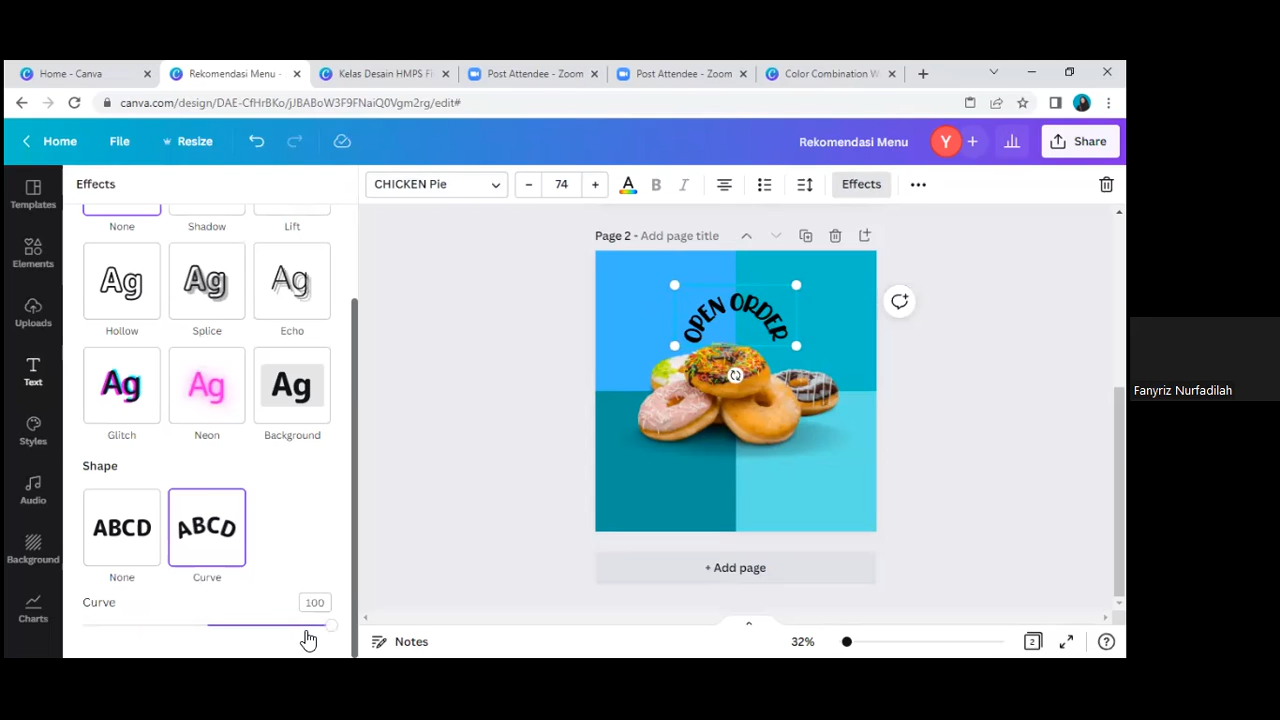 Home - Canva
Rekomendasi Menu -
Kelas Desain HMPS FI
Post Attendee - Zoom
Post Attendee - Zoom
Color Combination W
canva.com/design/DAE-CfHrBKo/jJBABoW3F9FNaiQ0Vgm2rg/edit#
Home
File
Resize
Rekomendasi Menu
Y
Share
Templates
Elements
Uploads
Text
Styles
Audio
Background
Charts
Effects
None
Shadow
Lift
Ag
Ag
Ag
Hollow
Splice
Echo
Ag
Ag
Ag
Glitch
Neon
Background
Shape
ABCD
ABCD
None
Curve
Curve
100
CHICKEN Pie
74
A
B
I
Effects
Page 2 - Add page title
OPEN ORDER
+ Add page
Notes
32%
2
Fanyriz Nurfadilah